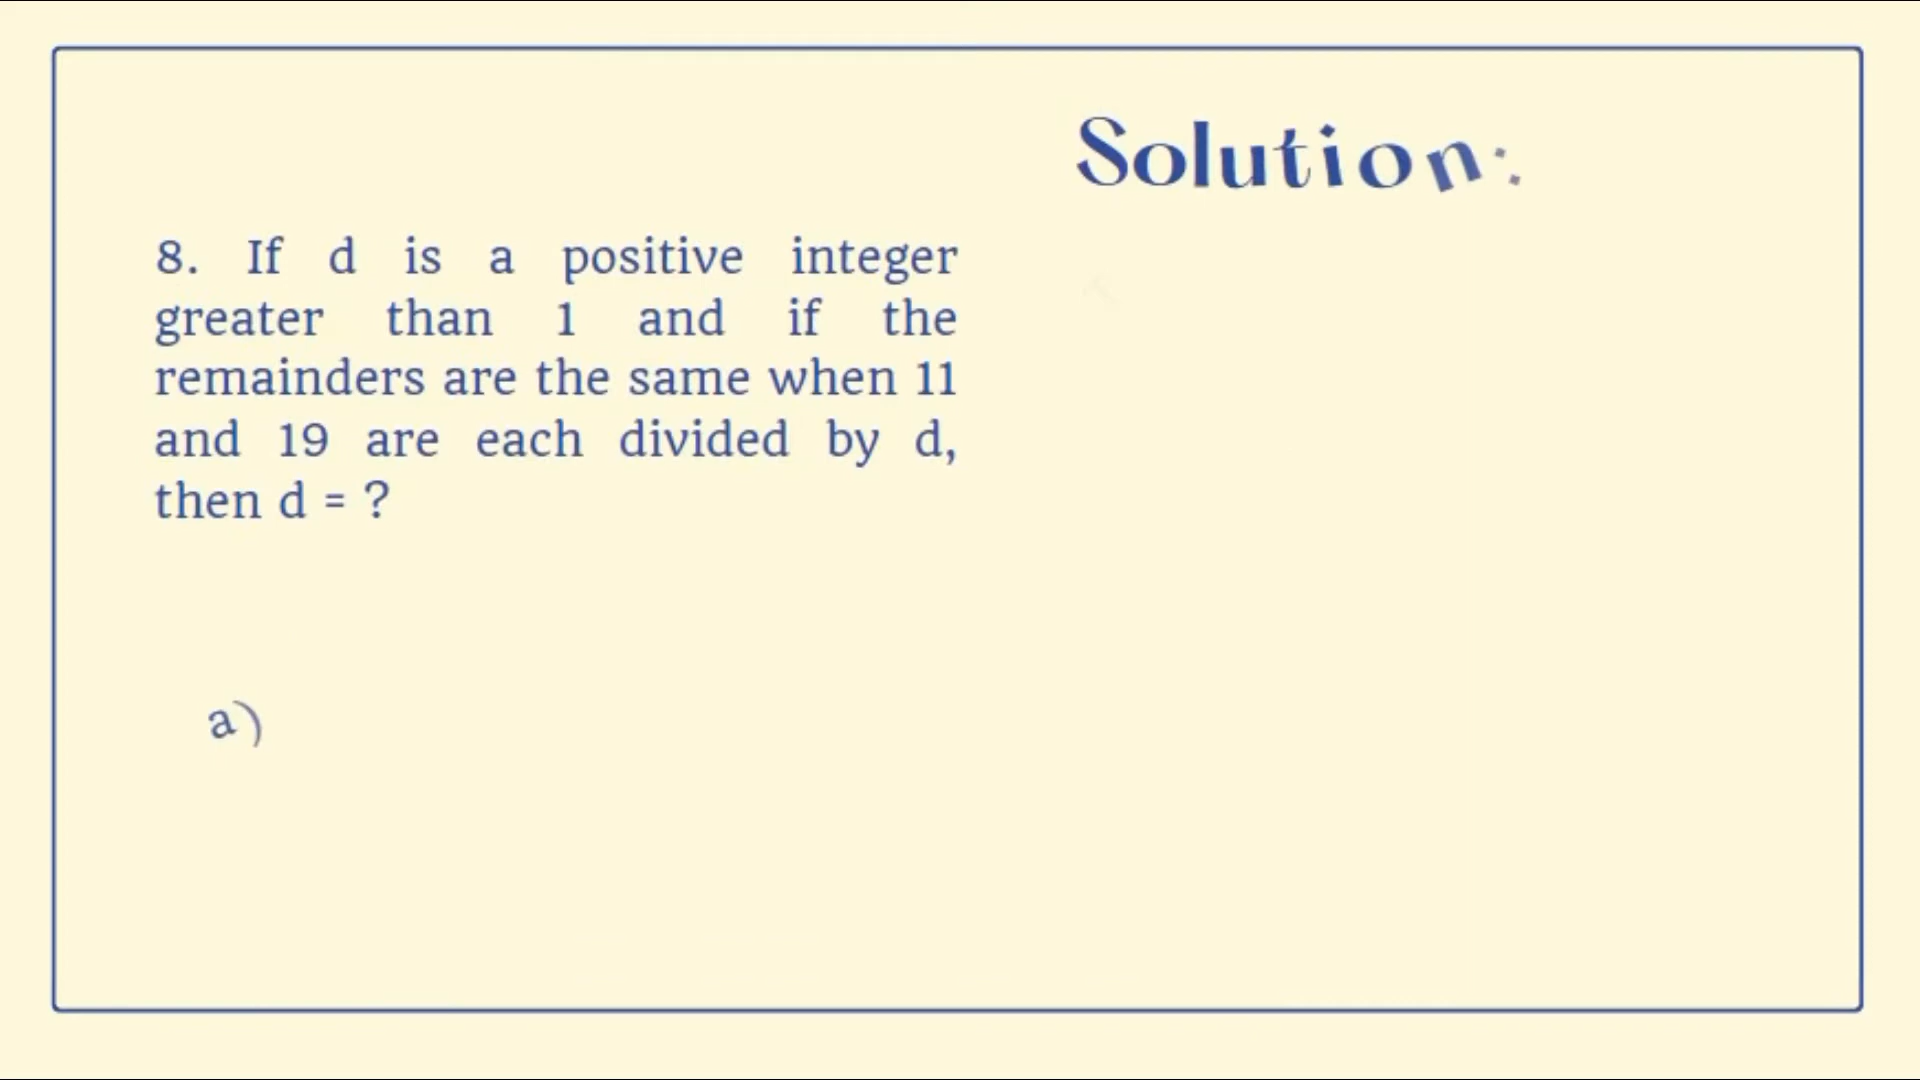 Solution:
8. If d is a positive integer
greater than 1 and if the
remainders are the same when 11
and 19 are each divided by d,
then d = ?
a)